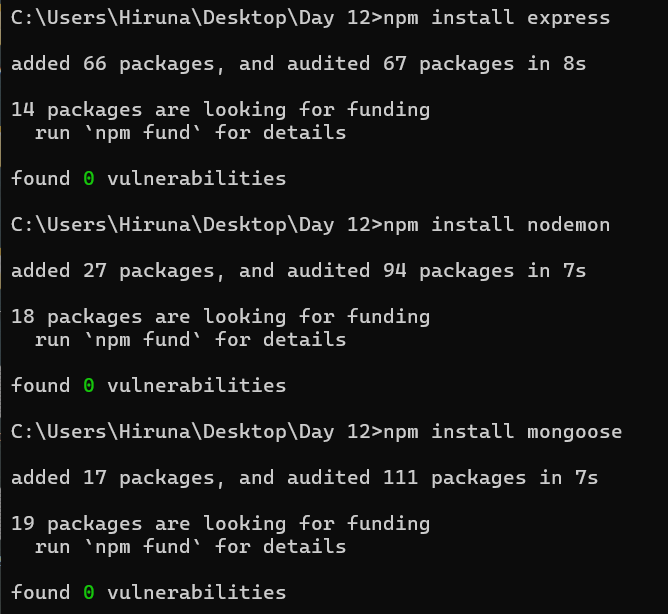 C:\Users\Hiruna\Desktop\Day 12>npm install express
added 66 packages, and audited 67 packages in 8s
14 packages are looking for funding
  run `npm fund` for details
found 0 vulnerabilities
C:\Users\Hiruna\Desktop\Day 12>npm install nodemon
added 27 packages, and audited 94 packages in 7s
18 packages are looking for funding
  run `npm fund` for details
found 0 vulnerabilities
C:\Users\Hiruna\Desktop\Day 12>npm install mongoose
added 17 packages, and audited 111 packages in 7s
19 packages are looking for funding
  run `npm fund` for details
found 0 vulnerabilities